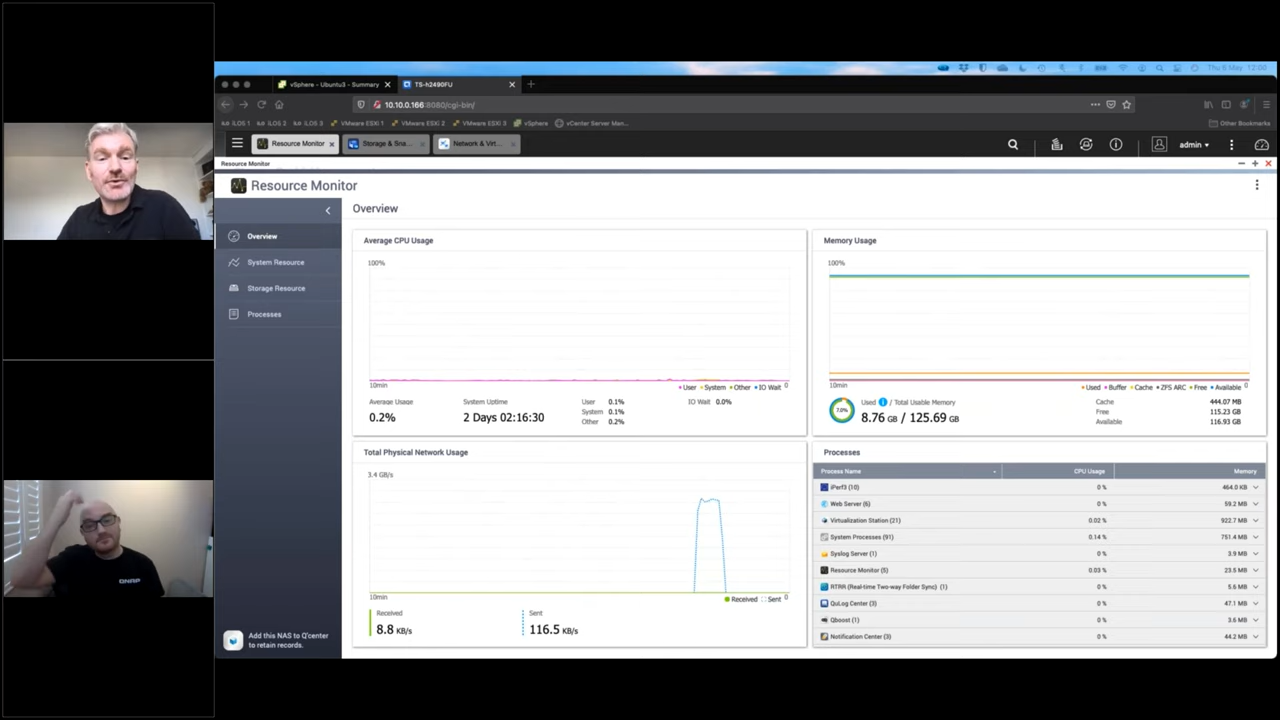 Thu 6 May 12:00
vSphere - Ubuntu3 - Summary
TS-h2490FU
10.10.0.166:8080/cgi-bin/
iLOS 1
iLOS 2
iLOS 3
VMware ESXi 1
VMware ESXi 2
VMware ESXi 3
vSphere
vCenter Server Man...
Other Bookmarks
Resource Monitor
Storage & Sna...
Network & Virt...
admin
Resource Monitor
Resource Monitor
Overview
System Resource
Storage Resource
Processes
Add this NAS to Q'center
to retain records.
Overview
Average CPU Usage
100%
10min
0
User System Other IO Wait
Average Usage
0.2%
System Uptime
2 Days 02:16:30
User 0.1%
System 0.1%
Other 0.2%
IO Wait 0.0%
Memory Usage
100%
10min
0
Used Buffer Cache ZFS ARC Free Available
7.0%
Used / Total Usable Memory
8.76 GB / 125.69 GB
Cache 444.07 MB
Free 115.23 GB
Available 116.93 GB
Total Physical Network Usage
3.4 GB/s
10min
0
Received Sent
Received
8.8 KB/s
Sent
116.5 KB/s
Processes
Process Name CPU Usage Memory
iPerf3 (10) 0 % 464.0 KB
Web Server (6) 0 % 59.2 MB
Virtualization Station (21) 0.02 % 922.7 MB
System Processes (91) 0.14 % 751.4 MB
Syslog Server (1) 0 % 3.9 MB
Resource Monitor (5) 0.03 % 23.5 MB
RTRR (Real-time Two-way Folder Sync) (1) 0 % 5.6 MB
QuLog Center (3) 0 % 47.1 MB
Qboost (1) 0 % 3.6 MB
Notification Center (3) 0 % 44.2 MB
QNAP